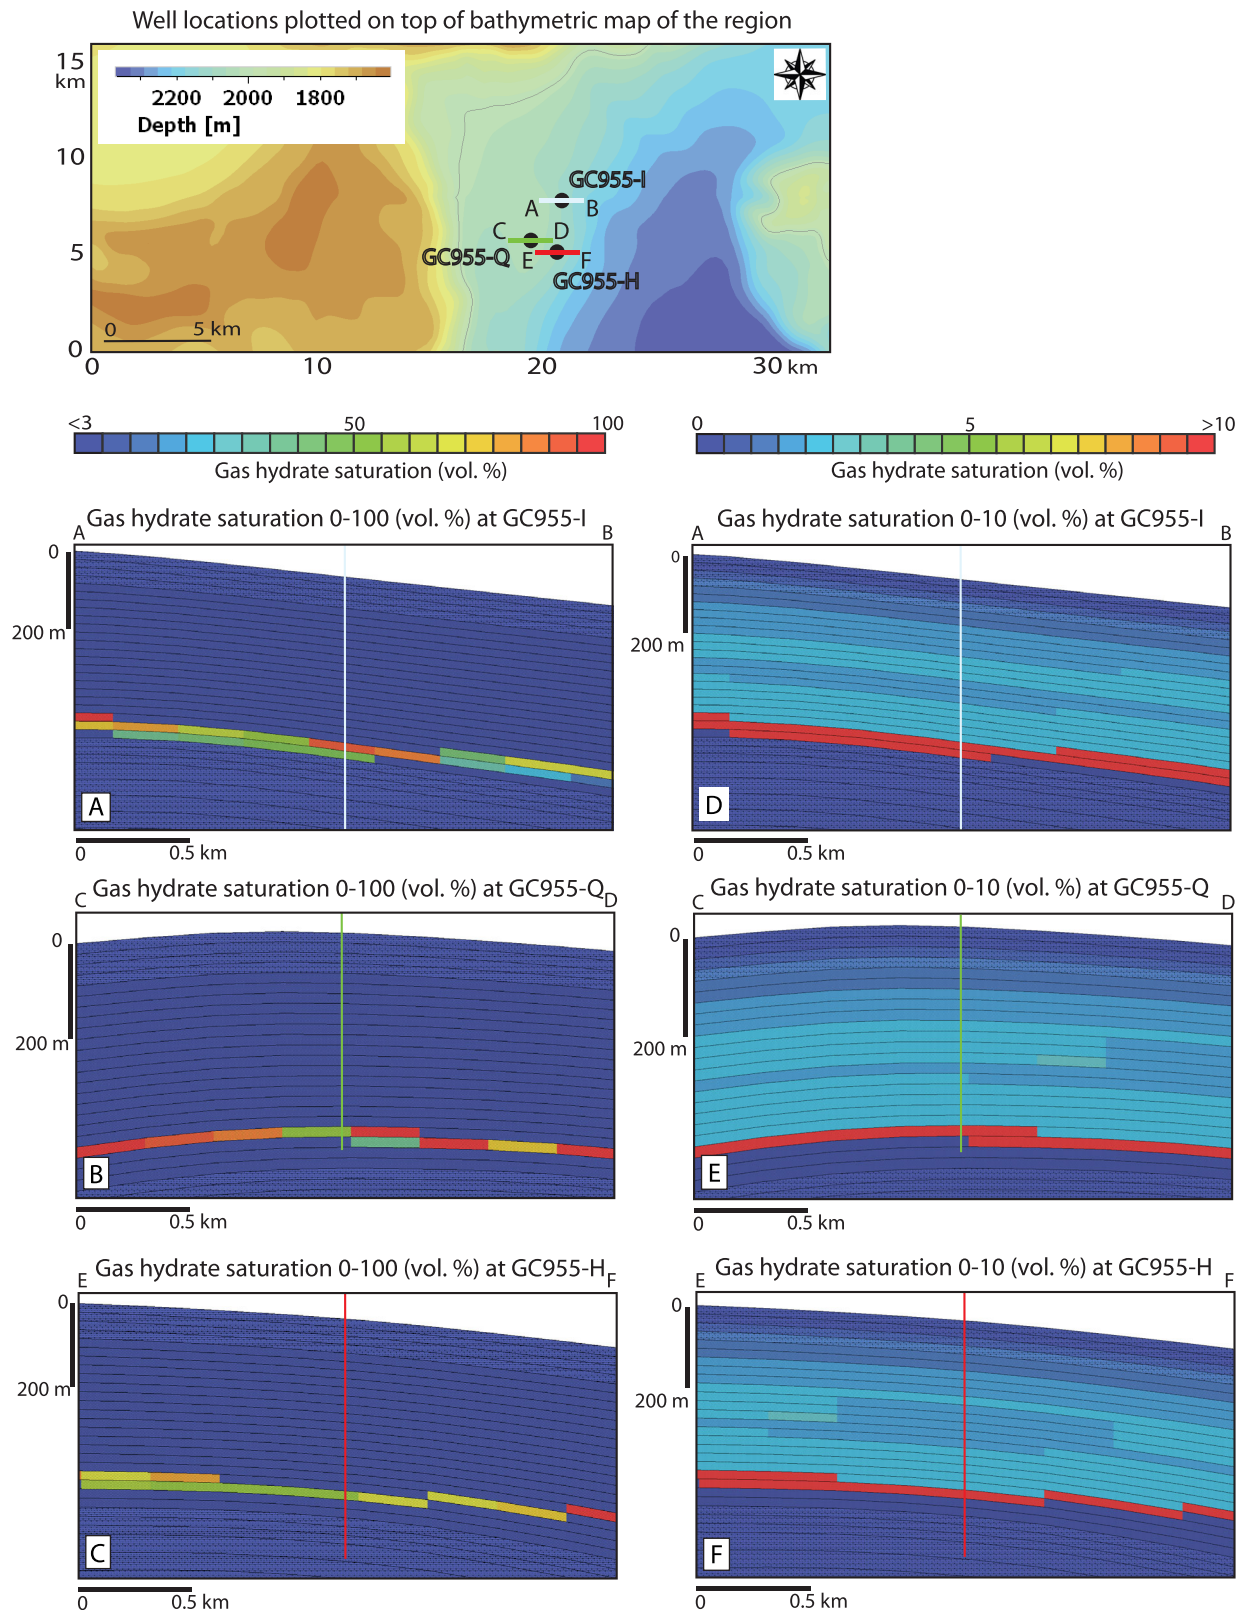 Well locations plotted on top of bathymetric map of the region
15
km
10
5
0
2200 2000 1800
Depth [m]
GC955-I
A B
C D
GC955-Q E F
GC955-H
0 5 km
0 10 20 30 km
<3 50 100
Gas hydrate saturation (vol. %)
0 5 >10
Gas hydrate saturation (vol. %)
Gas hydrate saturation 0-100 (vol. %) at GC955-I
A B
0
200 m
A
0 0.5 km
Gas hydrate saturation 0-10 (vol. %) at GC955-I
A B
0
200 m
D
0 0.5 km
Gas hydrate saturation 0-100 (vol. %) at GC955-Q
C D
0
200 m
B
0 0.5 km
Gas hydrate saturation 0-10 (vol. %) at GC955-Q
C D
0
200 m
E
0 0.5 km
Gas hydrate saturation 0-100 (vol. %) at GC955-H
E F
0
200 m
C
0 0.5 km
Gas hydrate saturation 0-10 (vol. %) at GC955-H
E F
0
200 m
F
0 0.5 km